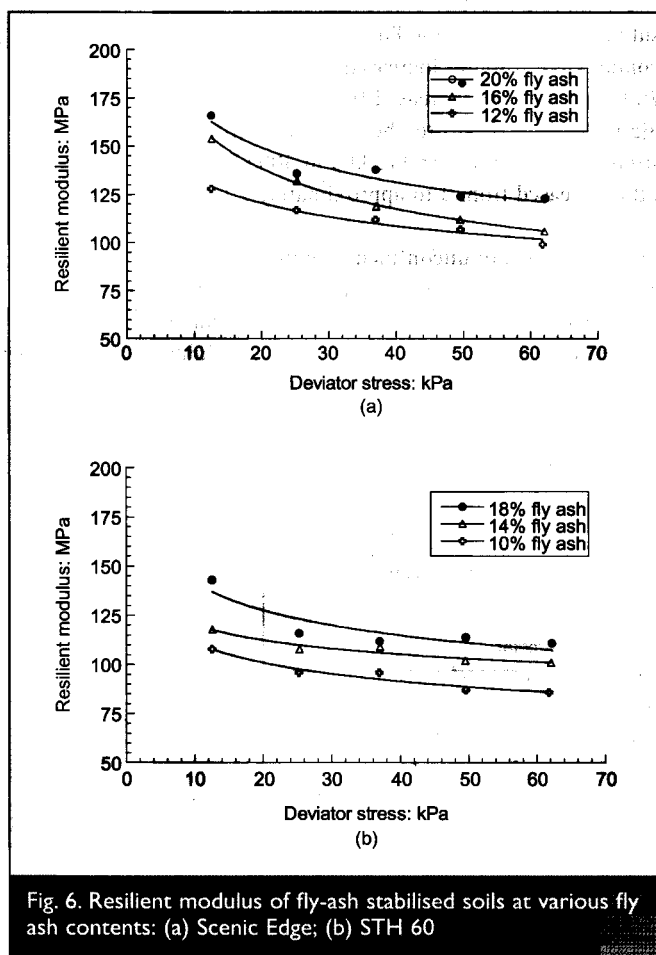 200
175
150
125
100
75
50
Resilient modulus: MPa
20% fly ash
16% fly ash
12% fly ash
0 10 20 30 40 50 60 70
Deviator stress: kPa
(a)
200
175
150
125
100
75
50
Resilient modulus: MPa
18% fly ash
14% fly ash
10% fly ash
0 10 20 30 40 50 60 70
Deviator stress: kPa
(b)
Fig. 6. Resilient modulus of fly-ash stabilised soils at various fly
ash contents: (a) Scenic Edge; (b) STH 60